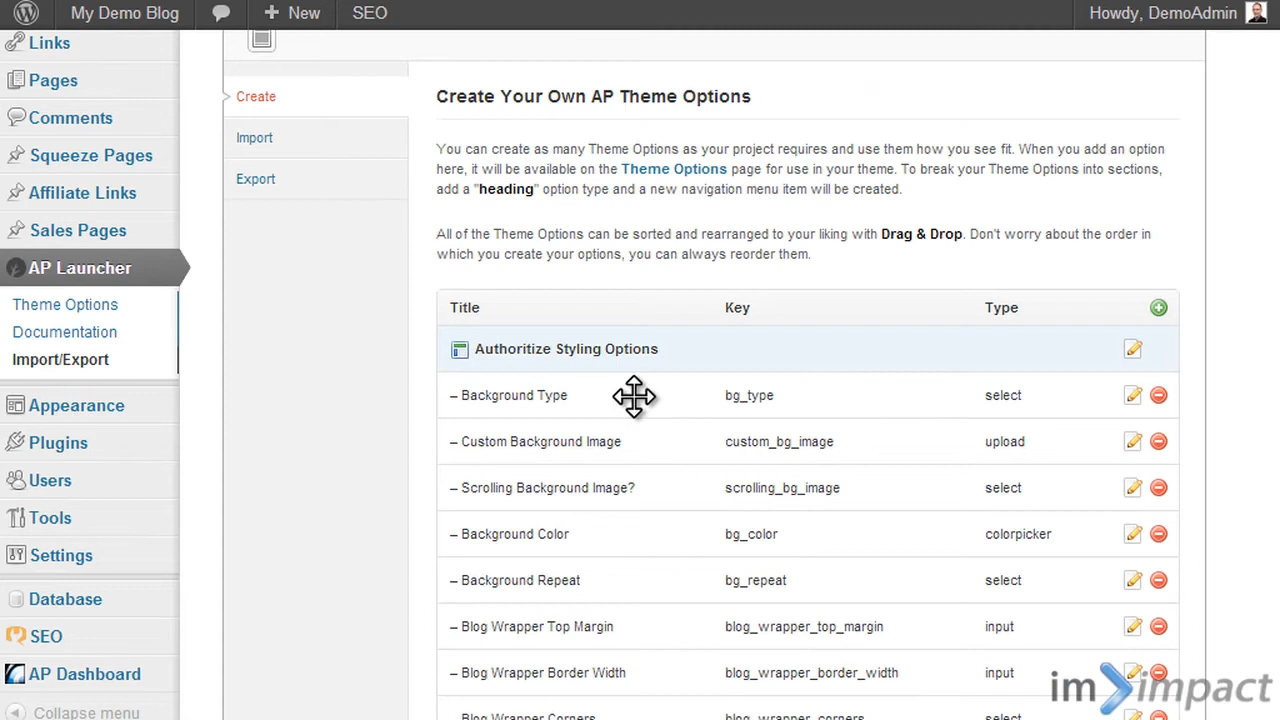 My Demo Blog
New
SEO
Howdy, DemoAdmin
Links
Pages
Comments
Squeeze Pages
Affiliate Links
Sales Pages
AP Launcher
Theme Options
Documentation
Import/Export
Appearance
Plugins
Users
Tools
Settings
Database
SEO
AP Dashboard
Collapse menu
Create
Import
Export
Create Your Own AP Theme Options
You can create as many Theme Options as your project requires and use them how you see fit. When you add an option
here, it will be available on the Theme Options page for use in your theme. To break your Theme Options into sections,
add a "heading" option type and a new navigation menu item will be created.
All of the Theme Options can be sorted and rearranged to your liking with Drag & Drop. Don't worry about the order in
which you create your options, you can always reorder them.
Title Key Type
Authoritize Styling Options
– Background Type bg_type select
– Custom Background Image custom_bg_image upload
– Scrolling Background Image? scrolling_bg_image select
– Background Color bg_color colorpicker
– Background Repeat bg_repeat select
– Blog Wrapper Top Margin blog_wrapper_top_margin input
– Blog Wrapper Border Width blog_wrapper_border_width input
– Blog Wrapper Corners blog_wrapper_corners select
im impact